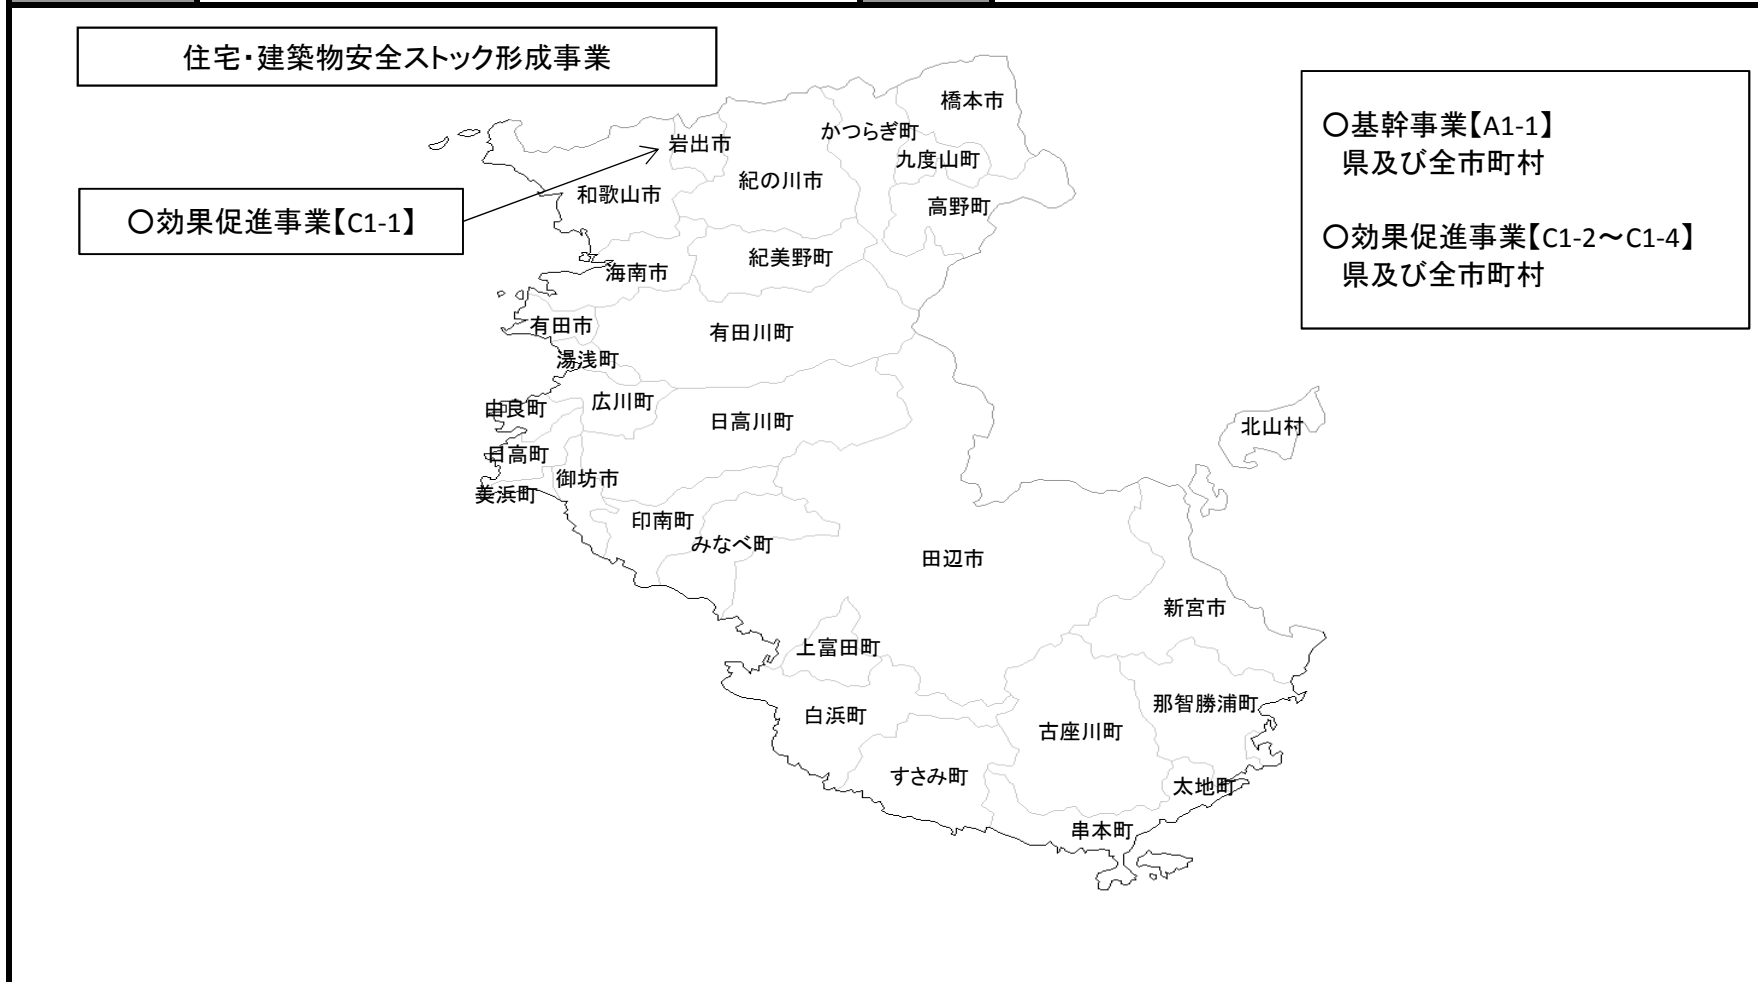 住宅・建築物安全ストック形成事業
〇基幹事業【A1-1】
県及び全市町村
〇効果促進事業【C1-2～C1-4】
県及び全市町村
〇効果促進事業【C1-1】
橋本市
かつらぎ町
岩出市
九度山町
紀の川市
和歌山市
高野町
紀美野町
海南市
有田市
有田川町
湯浅町
広川町
由良町
日高川町
北山村
日高町
御坊市
美浜町
印南町
みなべ町
田辺市
新宮市
上富田町
那智勝浦町
白浜町
古座川町
すさみ町
太地町
串本町